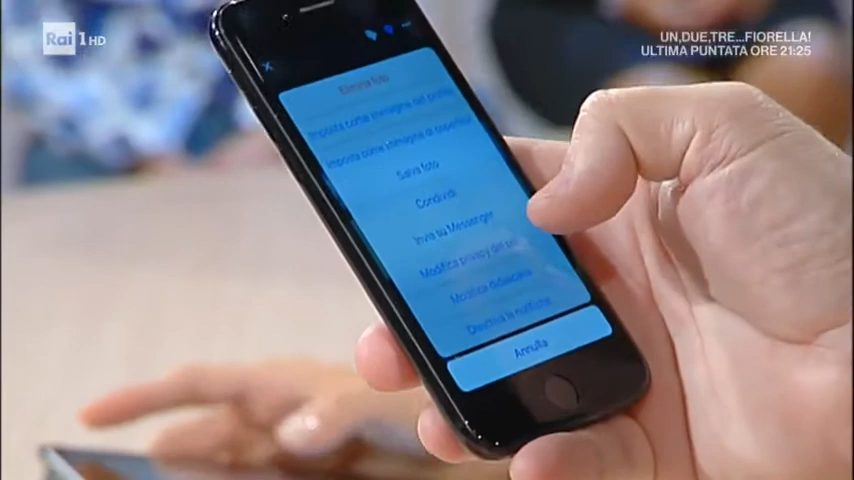 Rai 1 HD
UN,DUE,TRE...FIORELLA!
ULTIMA PUNTATA ORE 21:25
Elimina foto
Imposta come immagine del profilo
Imposta come immagine di copertina
Salva foto
Condividi
Invia su Messenger
Modifica privacy del post
Modifica didascalia
Disattiva le notifiche
Annulla